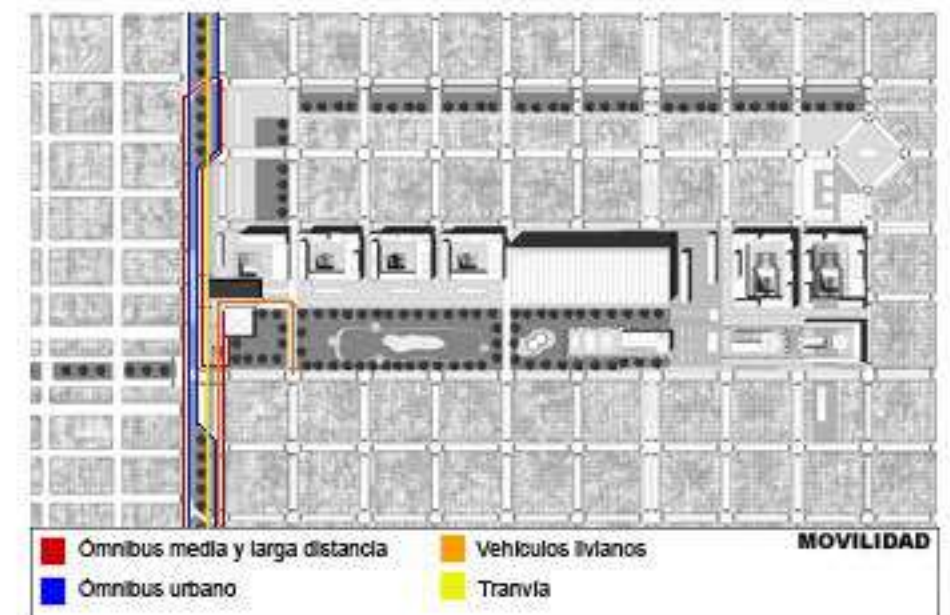 MOVILIDAD
Ómnibus media y larga distancia
Ómnibus urbano
Vehículos livianos
Tranvía